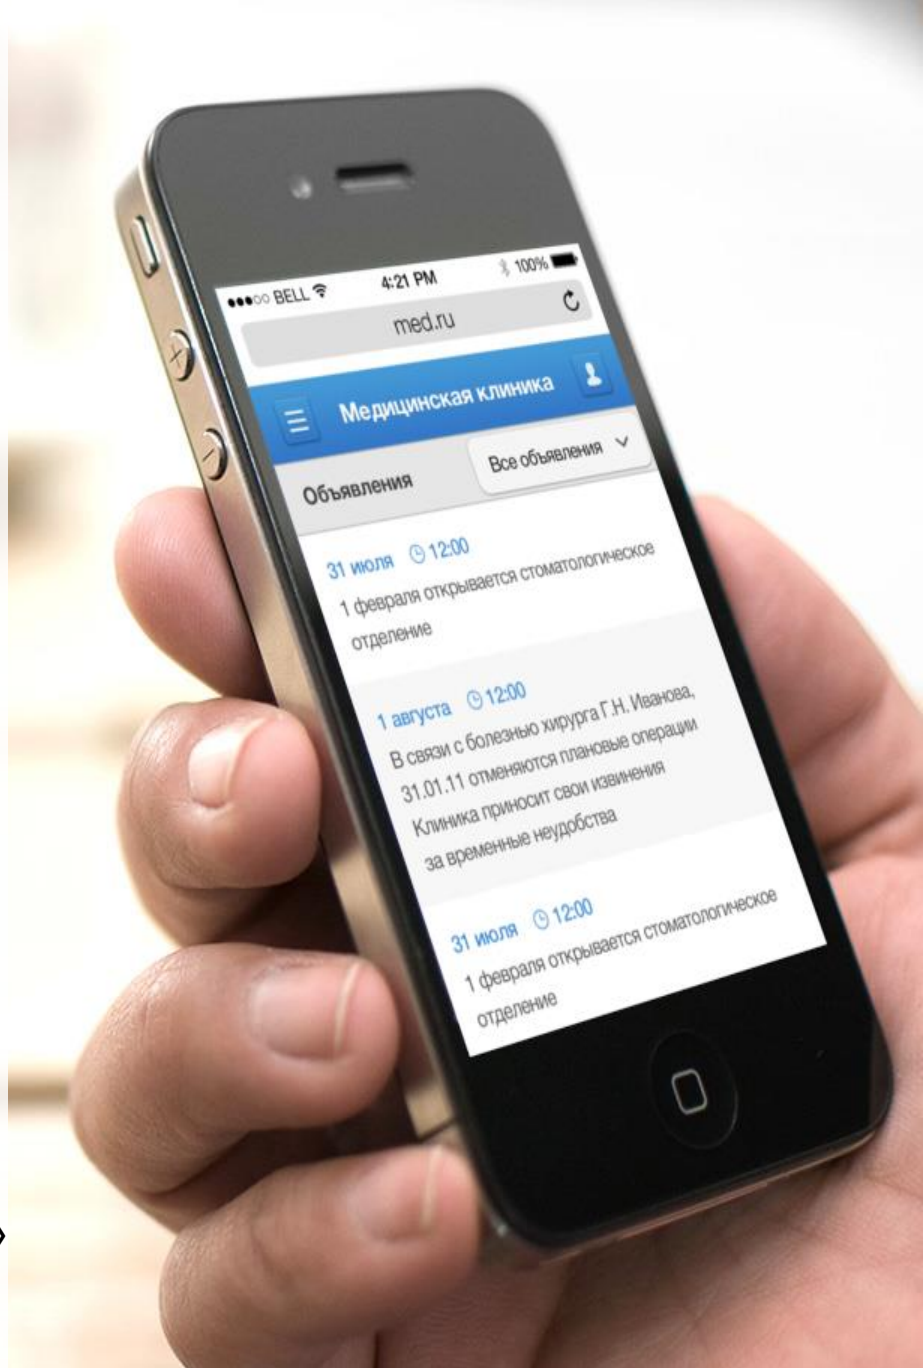 BELL 4:21 PM 100%
med.ru
Медицинская клиника
Объявления Все объявления
31 июля 12:00
1 февраля открывается стоматологическое
отделение
1 августа 12:00
В связи с болезнью хирурга Г.Н. Иванова,
31.01.11 отменяются плановые операции
Клиника приносит свои извинения
за временные неудобства
31 июля 12:00
1 февраля открывается стоматологическое
отделение